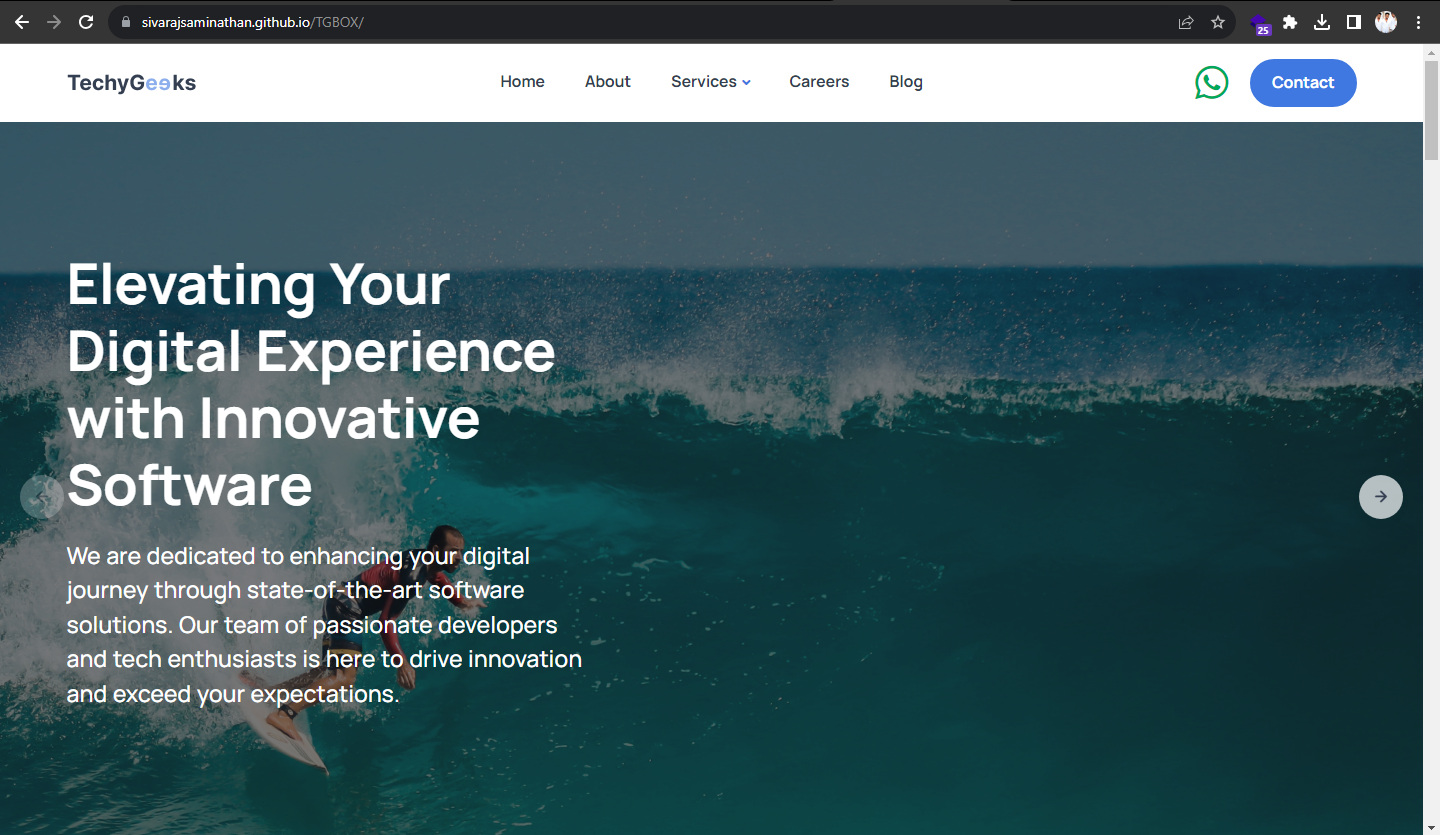 sivarajsaminathan.github.io/TGBOX/
25
TechyGeeks
Home About Services Careers Blog
Contact
Elevating Your
Digital Experience
with Innovative
Software
We are dedicated to enhancing your digital
journey through state-of-the-art software
solutions. Our team of passionate developers
and tech enthusiasts is here to drive innovation
and exceed your expectations.